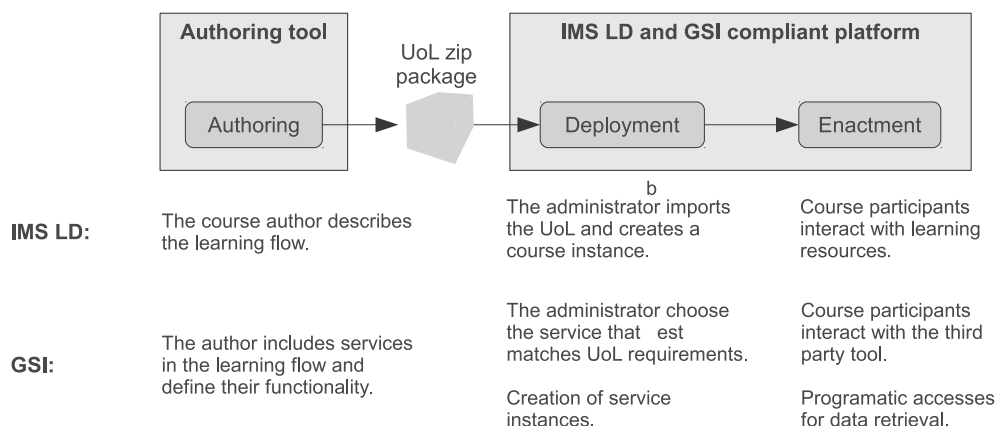 Authoring tool
IMS LD and GSI compliant platform
UoL zip
package
Authoring
Deployment
Enactment
b
IMS LD:
The course author describes
the learning flow.
The administrator imports
the UoL and creates a
course instance.
Course participants
interact with learning
resources.
GSI:
The author includes services
in the learning flow and
define their functionality.
The administrator choose
the service that est
matches UoL requirements.
Creation of service
instances.
Course participants
interact with the third
party tool.
Programatic accesses
for data retrieval.